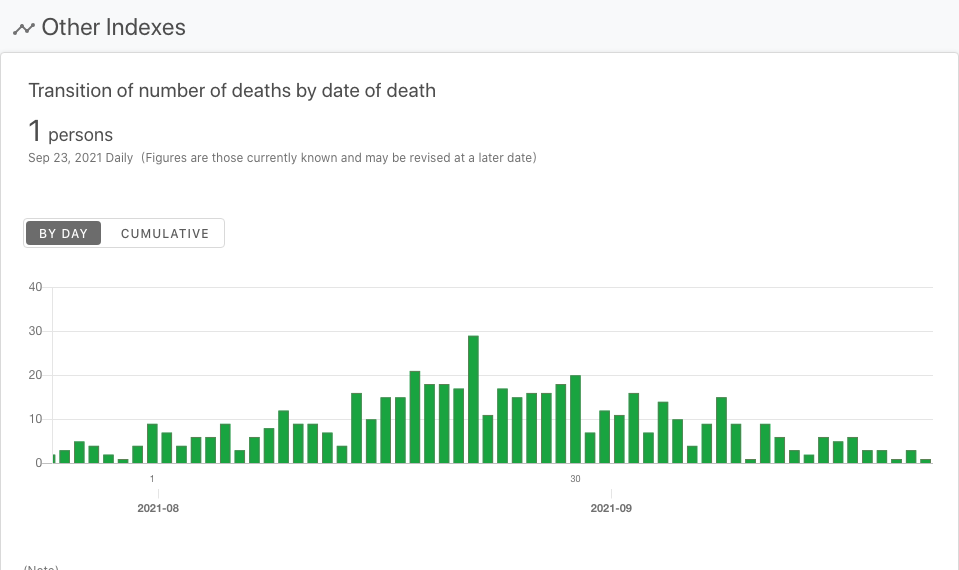 Other Indexes
Transition of number of deaths by date of death
1 persons
Sep 23, 2021 Daily (Figures are those currently known and may be revised at a later date)
BY DAY CUMULATIVE
40
30
20
10
0
1 30
2021-08 2021-09
(Note)